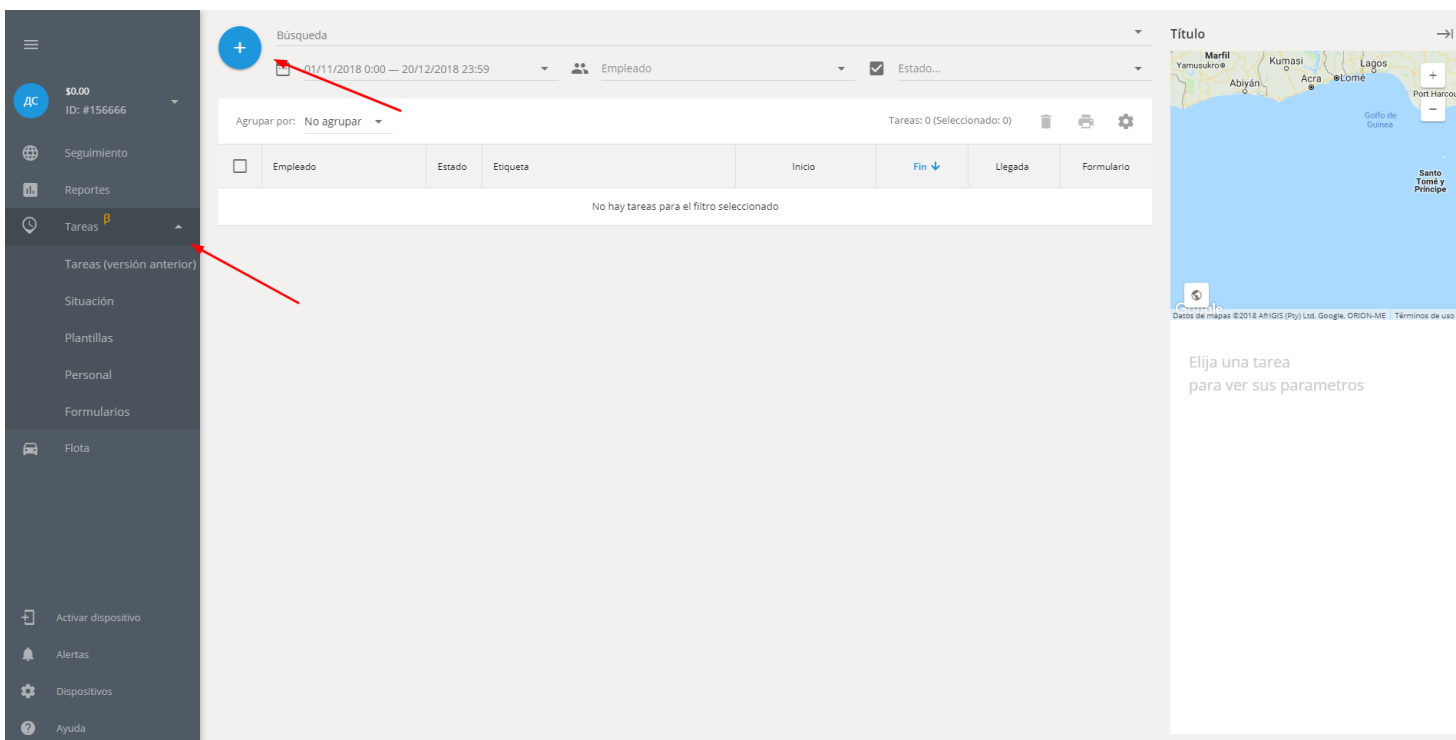 ДС
$0.00
ID: #156666
Seguimiento
Reportes
Tareas β
Tareas (versión anterior)
Situación
Plantillas
Personal
Formularios
Flota
Activar dispositivo
Alertas
Dispositivos
Ayuda
+
Búsqueda
01/11/2018 0:00 — 20/12/2018 23:59
Empleado
Estado...
Agrupar por: No agrupar
Tareas: 0 (Seleccionado: 0)
Empleado Estado Etiqueta Inicio Fin Llegada Formulario
No hay tareas para el filtro seleccionado
Título
Marfil
Yamusukro
Kumasi
Lagos
Abiyán
Acra
Lomé
+
Port Harcou
−
Golfo de
Guinea
Santo
Tomé y
Príncipe
Google
Datos de mapas ©2018 AfriGIS (Pty) Ltd, Google, ORION-ME
Términos de uso
Elija una tarea
para ver sus parametros